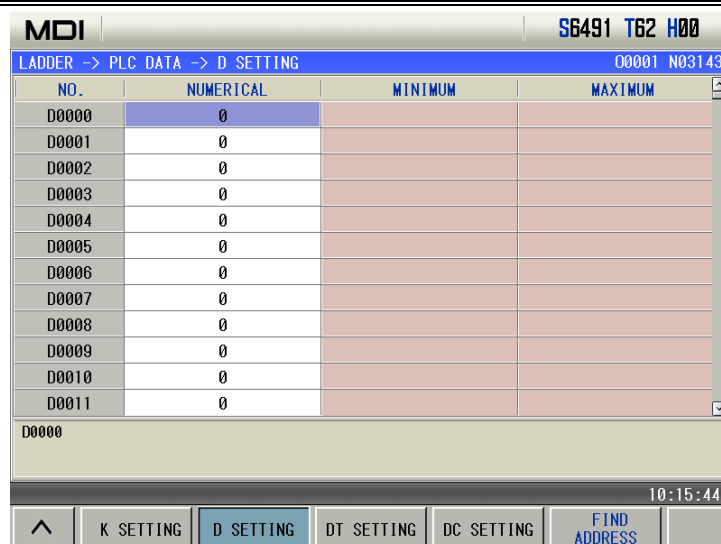 MDI S6491 T62 H00
LADDER -> PLC DATA -> D SETTING O0001 N03143
NO. NUMERICAL MINIMUM MAXIMUM
D0000 0
D0001 0
D0002 0
D0003 0
D0004 0
D0005 0
D0006 0
D0007 0
D0008 0
D0009 0
D0010 0
D0011 0
D0000
10:15:44
K SETTING D SETTING DT SETTING DC SETTING FIND
ADDRESS